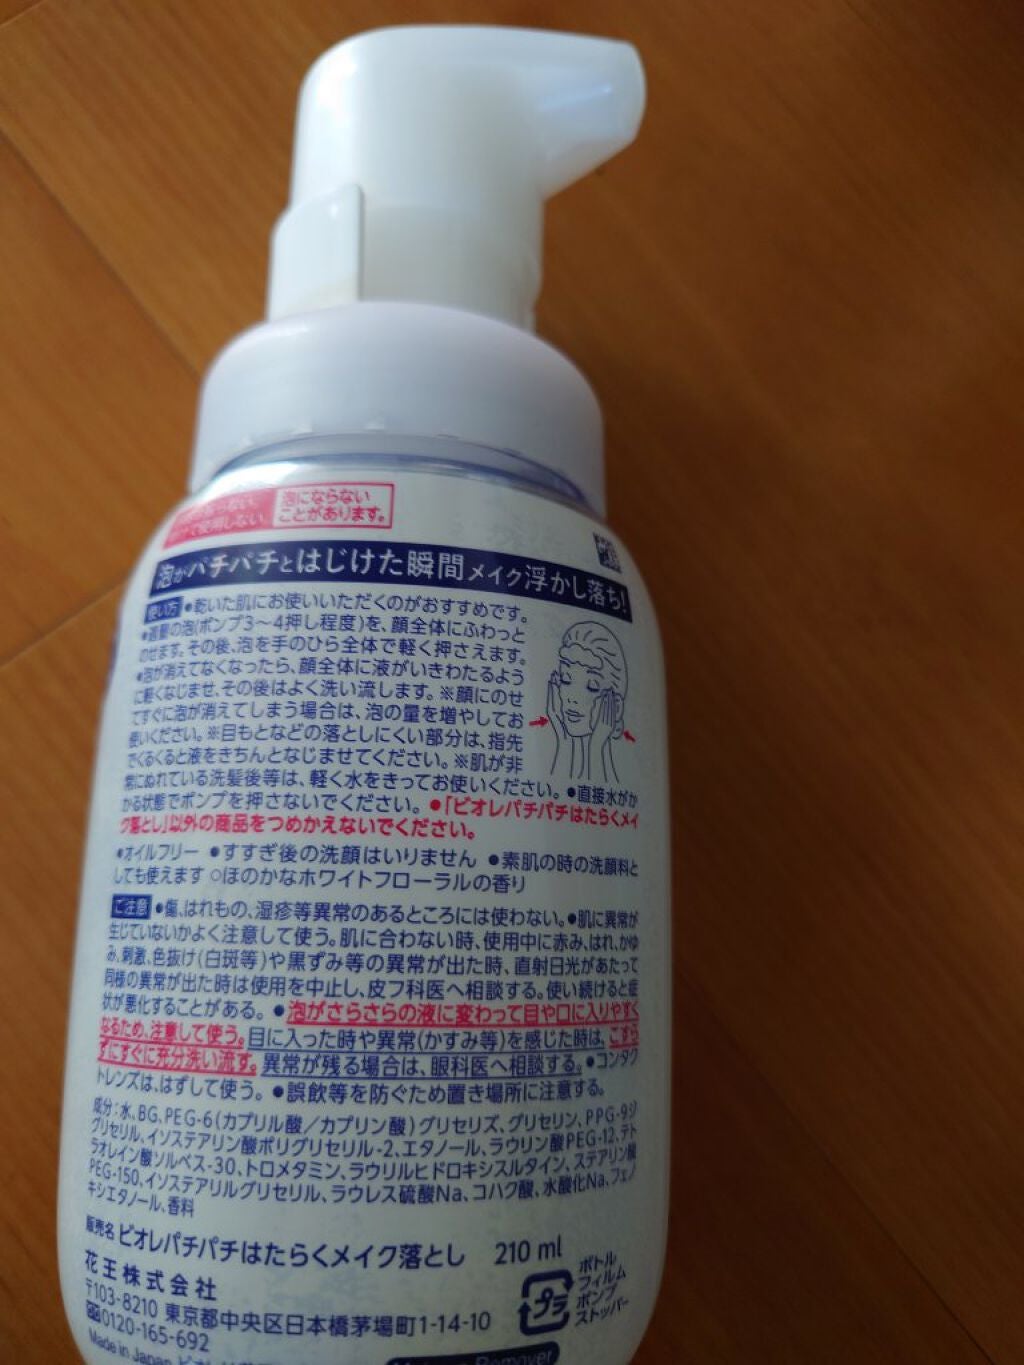 で使用しない
泡にならない
ことがあります。
泡がパチパチとはじけた瞬間メイク浮かし落ち!
使い方 ●乾いた肌にお使いいただくのがおすすめです。
●適量の泡(ポンプ3〜4押し程度)を、顔全体にふわっと
のせます。その後、泡を手のひら全体で軽く押さえます。
●泡が消えてなくなったら、顔全体に液がいきわたるよう
に軽くなじませ、その後はよく洗い流します。※顔にのせ
てすぐに泡が消えてしまう場合は、泡の量を増やしてお
使いください。※目もとなどの落としにくい部分は、指先
でくるくると液をきちんとなじませてください。※肌が非
常にぬれている洗髪後等は、軽く水をきってお使いください。●直接水がか
かる状態でポンプを押さないでください。●「ビオレパチパチはたらくメイ
ク落とし」以外の商品をつめかえないでください。
●オイルフリー ●すすぎ後の洗顔はいりません ●素肌の時の洗顔料と
しても使えます ○ほのかなホワイトフローラルの香り
ご注意 ●傷、はれもの、湿疹等異常のあるところには使わない。●肌に異常が
生じていないかよく注意して使う。肌に合わない時、使用中に赤み、はれ、かゆ
み、刺激、色抜け(白斑等)や黒ずみ等の異常が出た時、直射日光があたって
同様の異常が出た時は使用を中止し、皮フ科医へ相談する。使い続けると症
状が悪化することがある。●泡がさらさらの液に変わって目や口に入りやすく
なるため、注意して使う。目に入った時や異常(かすみ等)を感じた時は、こすら
ずにすぐに充分洗い流す。異常が残る場合は、眼科医へ相談する。●コンタク
トレンズは、はずして使う。●誤飲等を防ぐため置き場所に注意する。
成分:水、BG、PEG-6(カプリル酸/カプリン酸)グリセリズ、グリセリン、PPG-9ジ
グリセリル、イソステアリン酸ポリグリセリル-2、エタノール、ラウリン酸PEG-12、テト
ラオレイン酸ソルベス-30、トロメタミン、ラウリルヒドロキシスルタイン、ステアリン酸
PEG-150、イソステアリルグリセリル、ラウレス硫酸Na、コハク酸、水酸化Na、フェノ
キシエタノール、香料
販売名 ビオレパチパチはたらくメイク落とし 210 ml
花王株式会社
〒103-8210 東京都中央区日本橋茅場町1-14-10
0120-165-692
プラ
ボトル
フィルム
ポンプ
ストッパー
Made in Japan
Remover